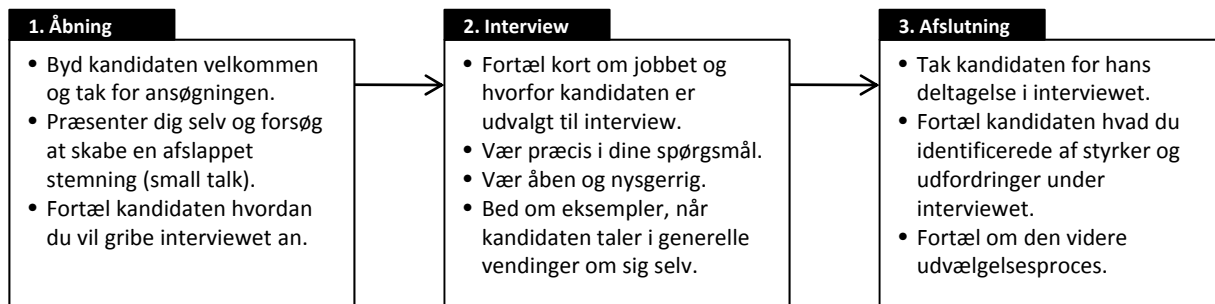 1. Åbning
• Byd kandidaten velkommen
og tak for ansøgningen.
• Præsenter dig selv og forsøg
at skabe en afslappet
stemning (small talk).
• Fortæl kandidaten hvordan
du vil gribe interviewet an.
2. Interview
• Fortæl kort om jobbet og
hvorfor kandidaten er
udvalgt til interview.
• Vær præcis i dine spørgsmål.
• Vær åben og nysgerrig.
• Bed om eksempler, når
kandidaten taler i generelle
vendinger om sig selv.
3. Afslutning
• Tak kandidaten for hans
deltagelse i interviewet.
• Fortæl kandidaten hvad du
identificerede af styrker og
udfordringer under
interviewet.
• Fortæl om den videre
udvælgelsesproces.